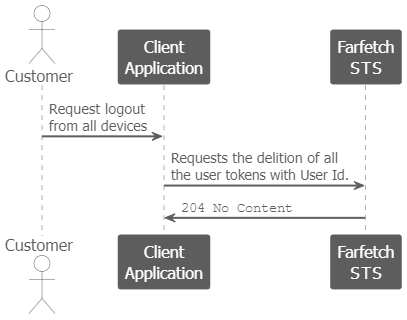 Customer
Client
Application
Farfetch
STS
Request logout
from all devices
Requests the delition of all
the user tokens with User Id.
204 No Content
Customer
Client
Application
Farfetch
STS